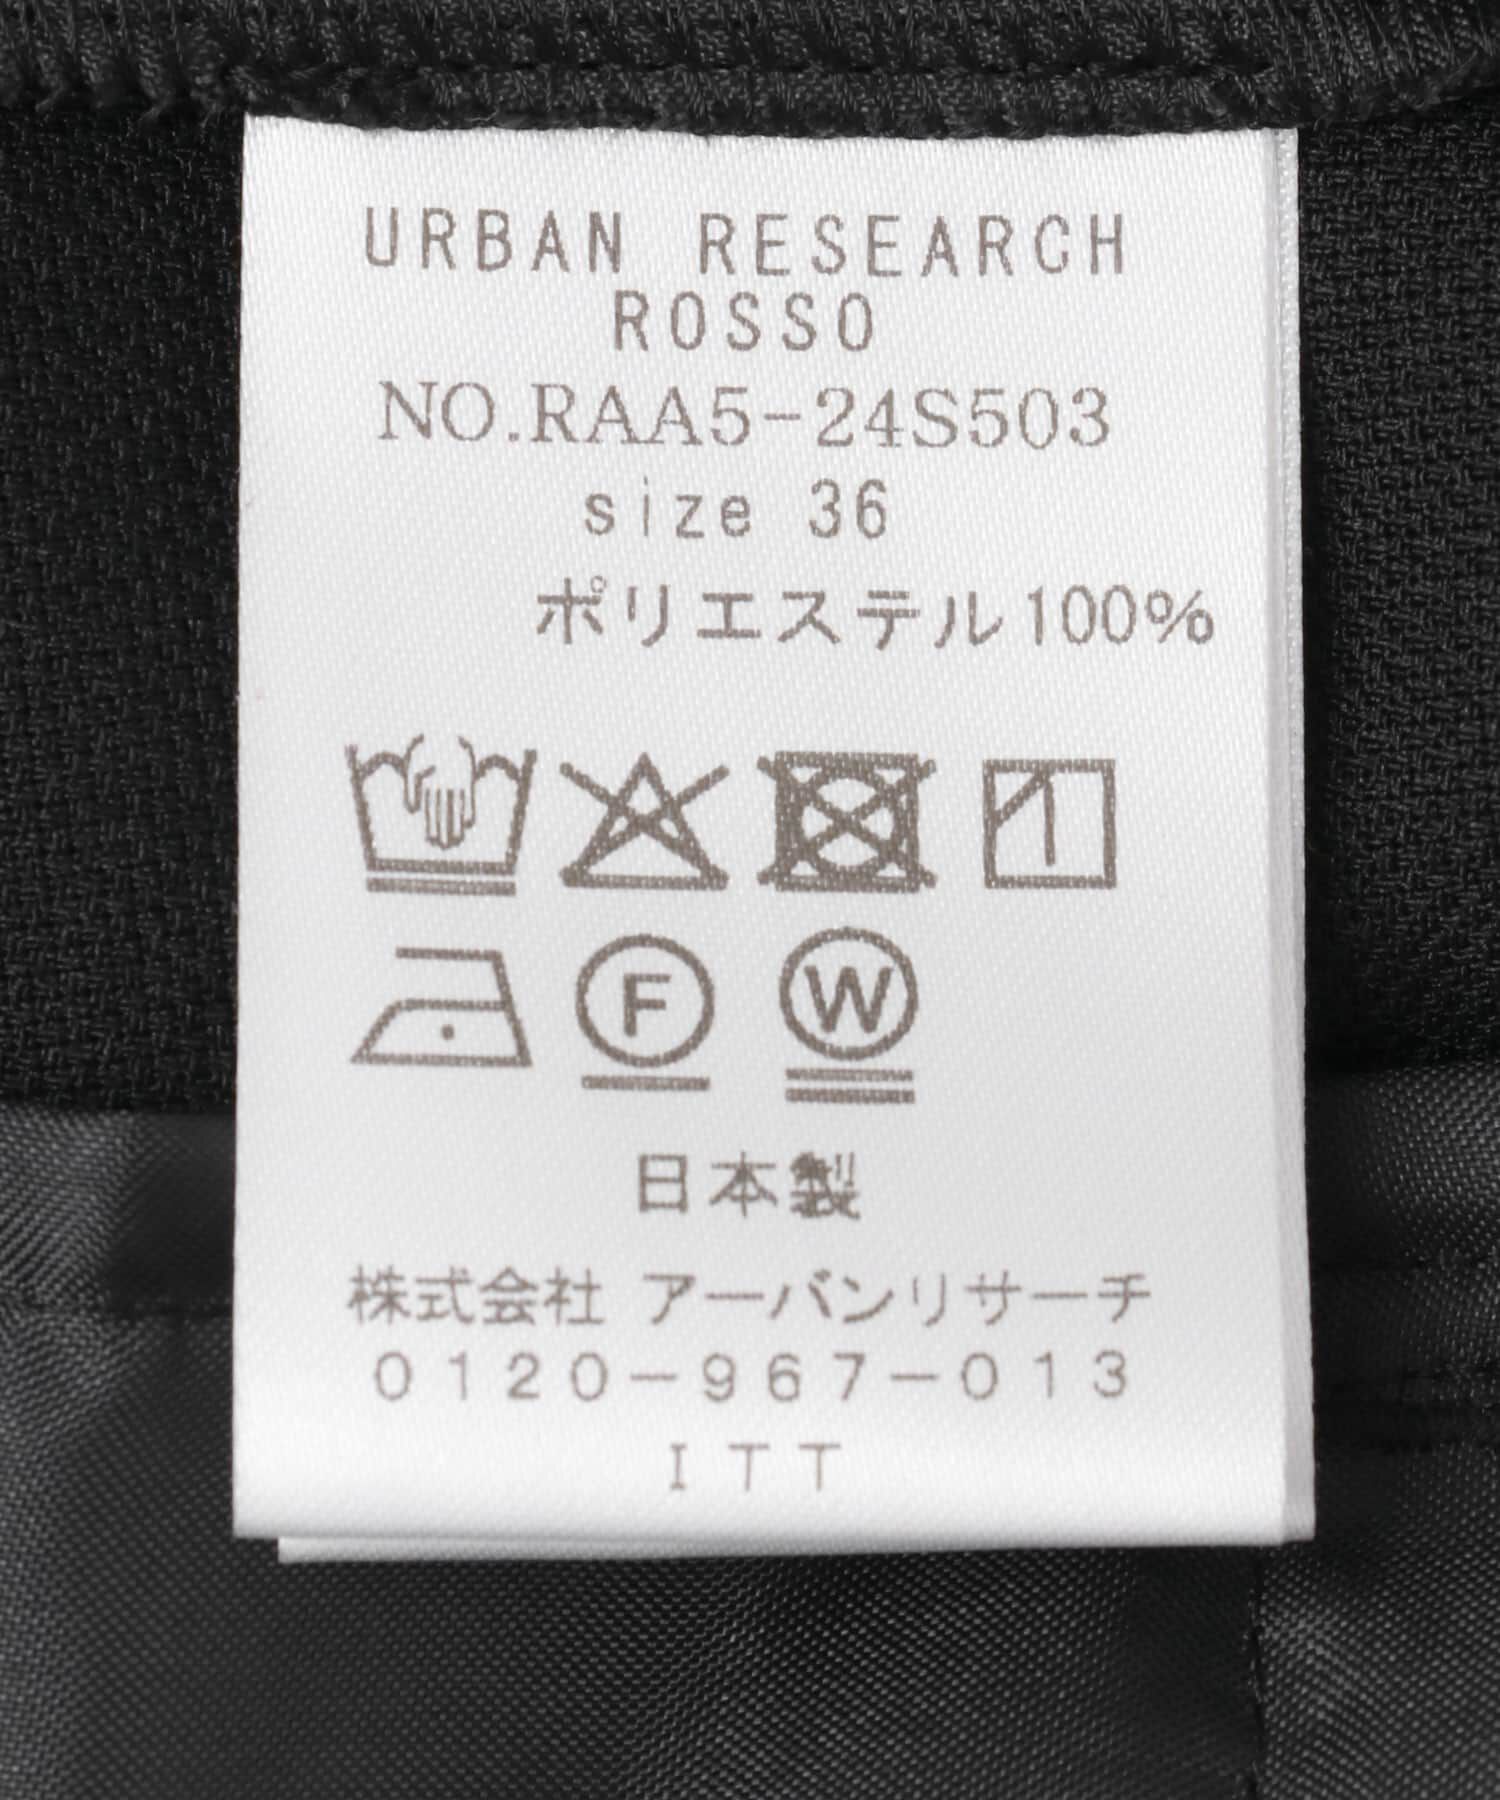 URBAN RESEARCH
ROSSO
NO.RAA5-24S503
size 36
ポリエステル100%
F W
日本製
株式会社 アーバンリサーチ
0120-967-013
ITT